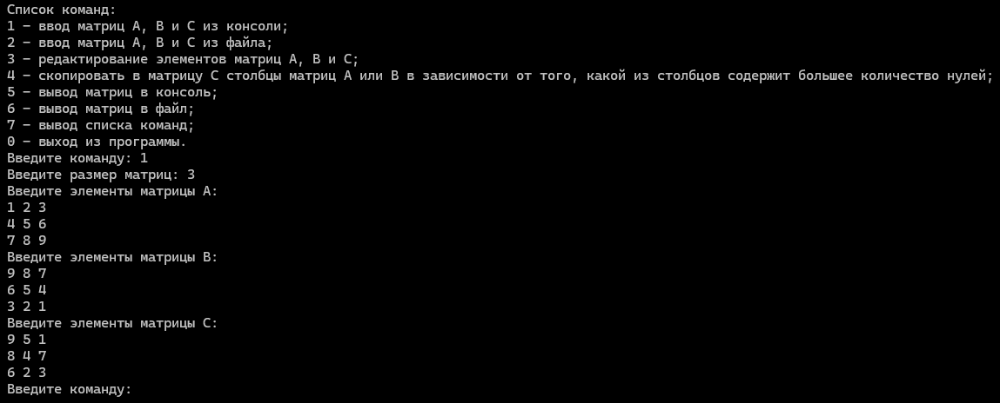 Список команд:
1 – ввод матриц A, B и C из консоли;
2 – ввод матриц A, B и C из файла;
3 – редактирование элементов матриц A, B и C;
4 – скопировать в матрицу C столбцы матриц A или B в зависимости от того, какой из столбцов содержит большее количество нулей;
5 – вывод матриц в консоль;
6 – вывод матриц в файл;
7 – вывод списка команд;
0 – выход из программы.
Введите команду: 1
Введите размер матриц: 3
Введите элементы матрицы A:
1 2 3
4 5 6
7 8 9
Введите элементы матрицы B:
9 8 7
6 5 4
3 2 1
Введите элементы матрицы C:
9 5 1
8 4 7
6 2 3
Введите команду: